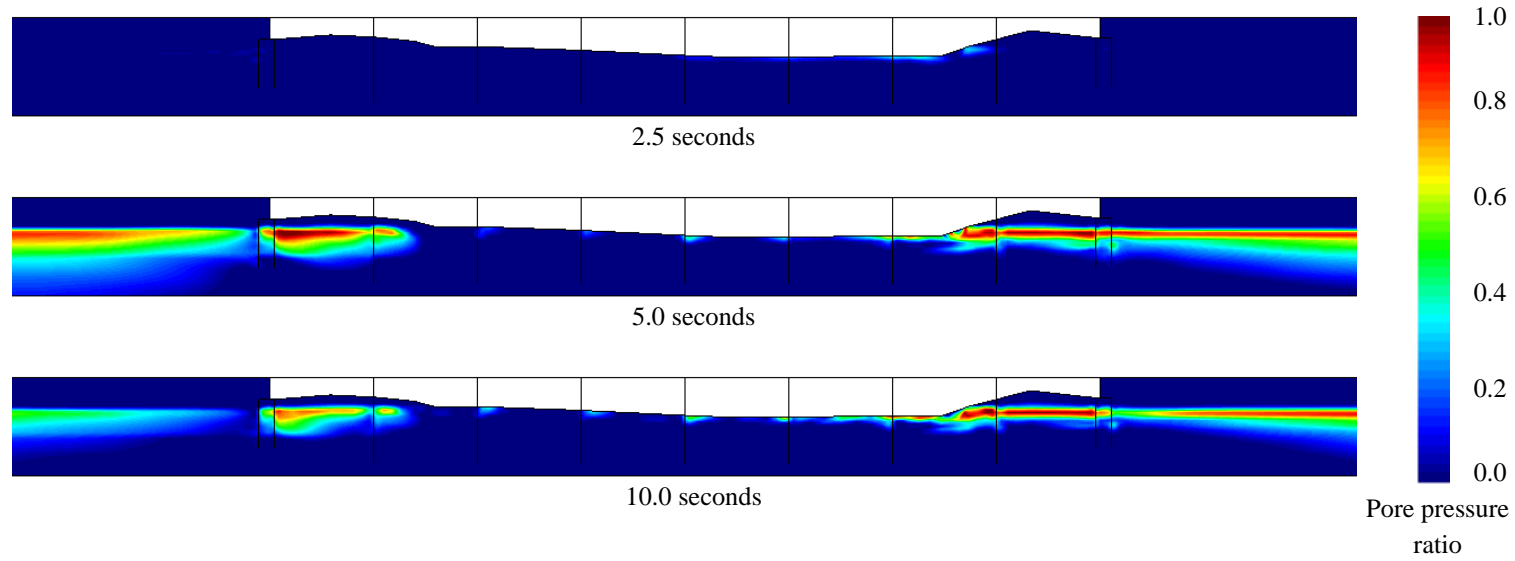 2.5 seconds
5.0 seconds
10.0 seconds
1.0
0.8
0.6
0.4
0.2
0.0
Pore pressure
ratio